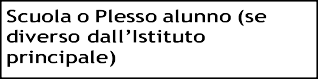 Scuola o Plesso alunno (se
diverso dall’Istituto
principale)